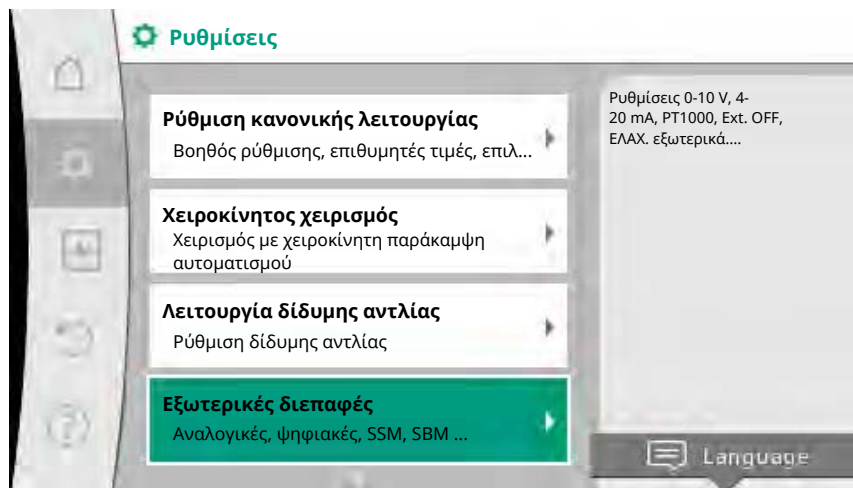 Ρυθμίσεις
Ρύθμιση κανονικής λειτουργίας
Βοηθός ρύθμισης, επιθυμητές τιμές, επιλ...
Χειροκίνητος χειρισμός
Χειρισμός με χειροκίνητη παράκαμψη
αυτοματισμού
Λειτουργία δίδυμης αντλίας
Ρύθμιση δίδυμης αντλίας
Εξωτερικές διεπαφές
Αναλογικές, ψηφιακές, SSM, SBM ...
Ρυθμίσεις 0-10 V, 4-
20 mA, PT1000, Ext. OFF,
ΕΛΑΧ. εξωτερικά....
Language